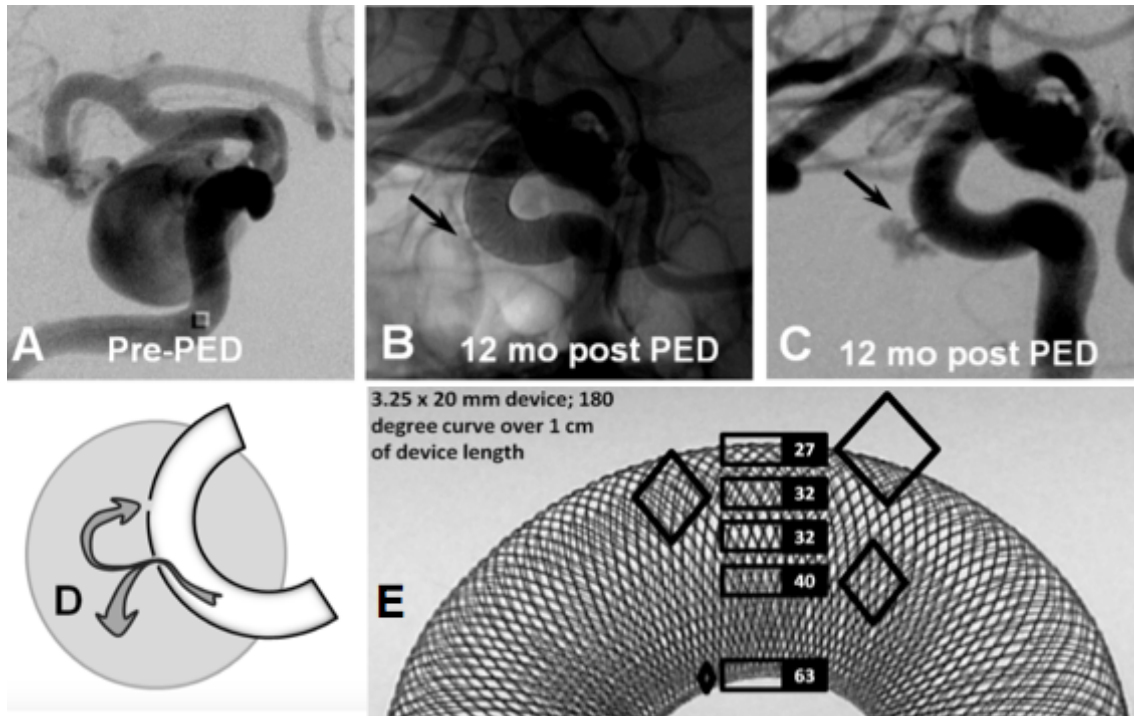 A
Pre-PED
B
12 mo post PED
C
12 mo post PED
D
3.25 x 20 mm device; 180
degree curve over 1 cm
of device length
27
32
32
40
63
E